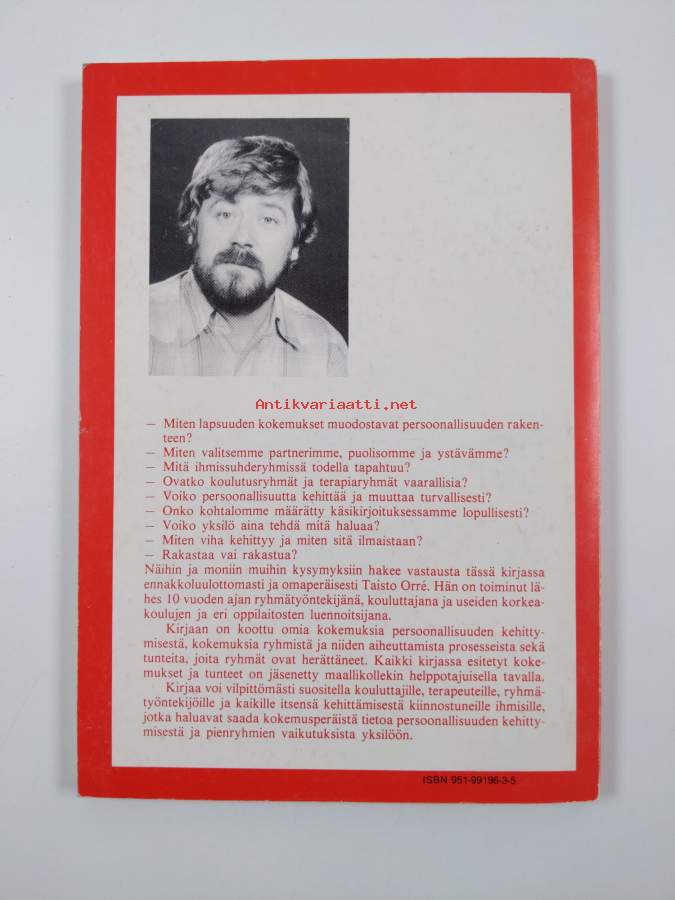 Antikvariaatti.net
— Miten lapsuuden kokemukset muodostavat persoonallisuuden raken-
teen?
— Miten valitsemme partnerimme, puolisomme ja ystävämme?
— Mitä ihmissuhderyhmissä todella tapahtuu?
— Ovatko koulutusryhmät ja terapiaryhmät vaarallisia?
— Voiko persoonallisuutta kehittää ja muuttaa turvallisesti?
— Onko kohtalomme määrätty käsikirjoituksessamme lopullisesti?
— Voiko yksilö aina tehdä mitä haluaa?
— Miten viha kehittyy ja miten sitä ilmaistaan?
— Rakastaa vai rakastua?
Näihin ja moniin muihin kysymyksiin hakee vastausta tässä kirjassa
ennakkoluulottomasti ja omaperäisesti Taisto Orré. Hän on toiminut lä-
hes 10 vuoden ajan ryhmätyöntekijänä, kouluttajana ja useiden korkea-
koulujen ja eri oppilaitosten luennoitsijana.
Kirjaan on koottu omia kokemuksia persoonallisuuden kehitty-
misestä, kokemuksia ryhmistä ja niiden aiheuttamista prosesseista sekä
tunteita, joita ryhmät ovat herättäneet. Kaikki kirjassa esitetyt koke-
mukset ja tunteet on jäsenetty maallikollekin helppotajuisella tavalla.
Kirjaa voi vilpittömästi suositella kouluttajille, terapeuteille, ryhmä-
työntekijöille ja kaikille itsensä kehittämisestä kiinnostuneille ihmisille,
jotka haluavat saada kokemusperäistä tietoa persoonallisuuden kehitty-
misestä ja pienryhmien vaikutuksista yksilöön.
ISBN 951-99196-3-5